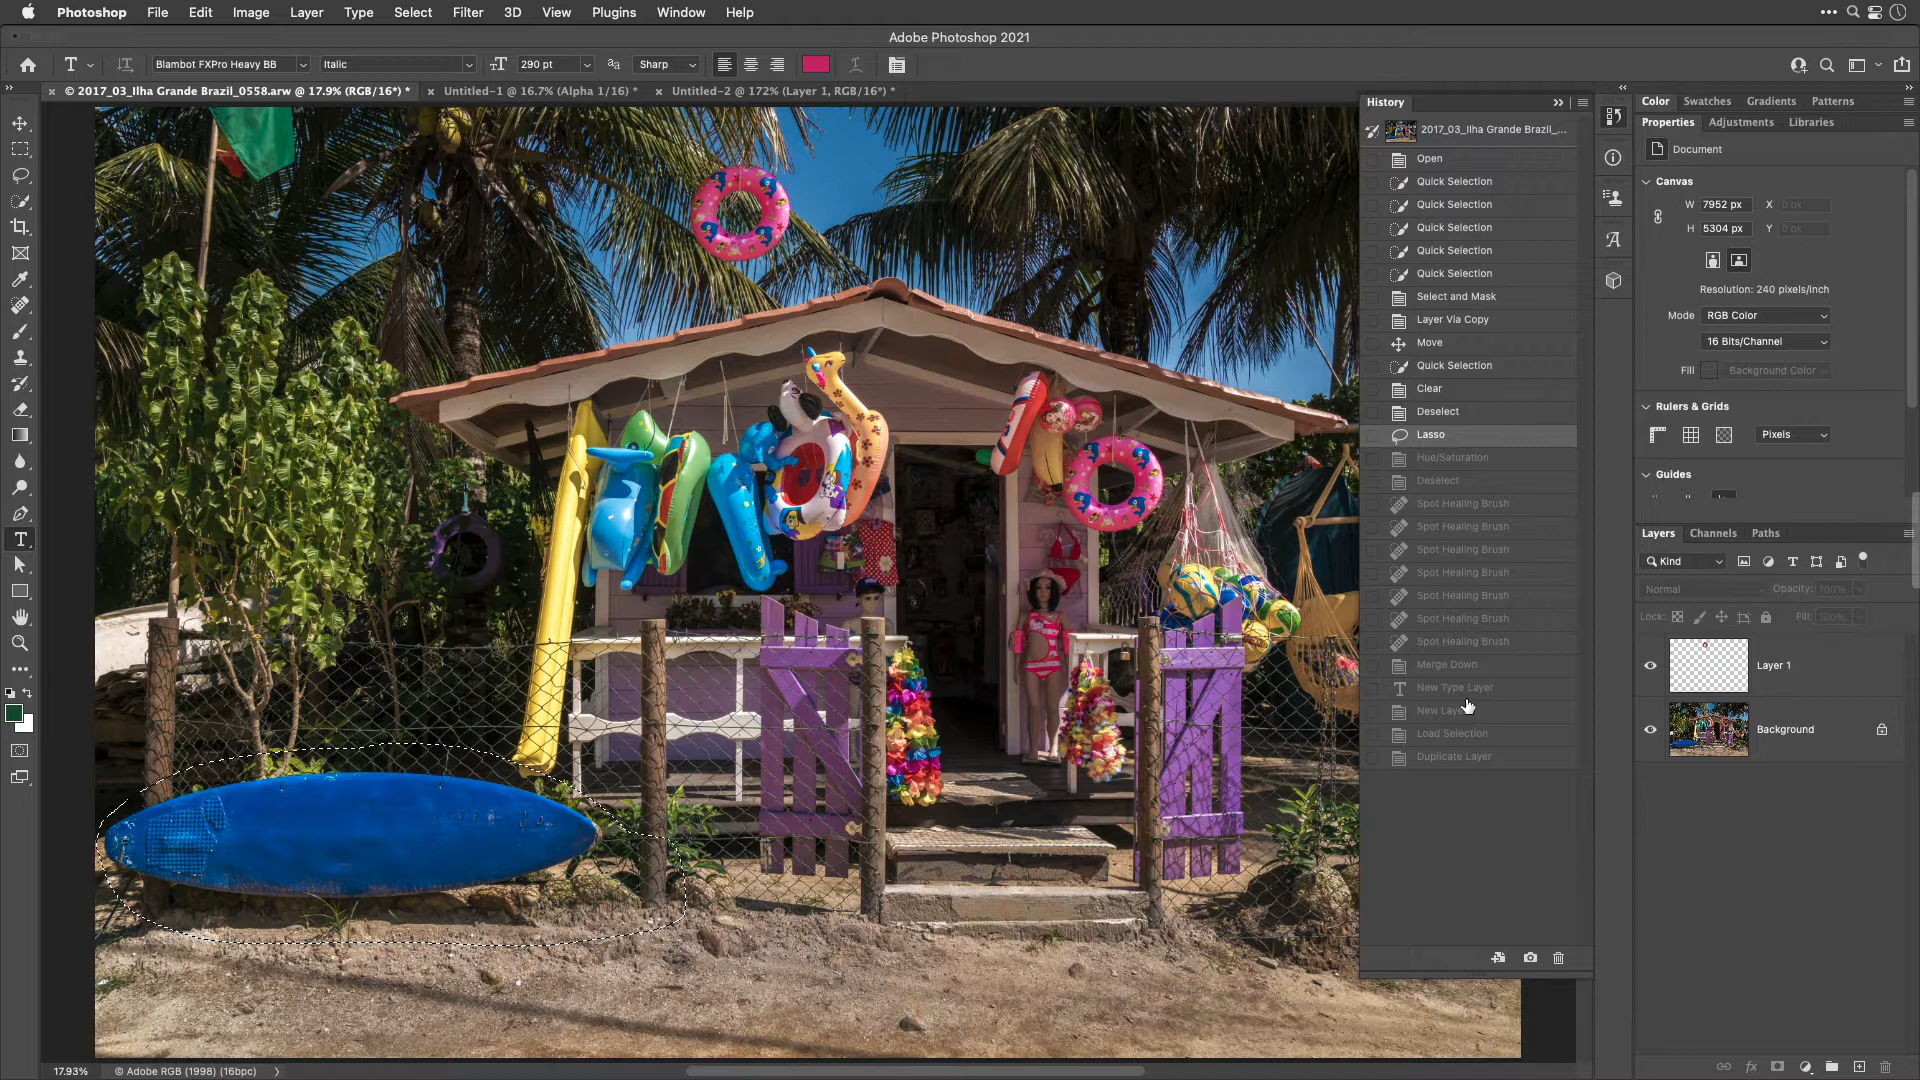 Photoshop File Edit Image Layer Type Select Filter 3D View Plugins Window Help
Adobe Photoshop 2021
Blambot FXPro Heavy BB Italic 290 pt Sharp
© 2017_03_Ilha Grande Brazil_0558.arw @ 17.9% (RGB/16*) * Untitled-1 @ 16.7% (Alpha 1/16) * Untitled-2 @ 172% (Layer 1, RGB/16*) *
History
2017_03_Ilha Grande Brazil_...
Open
Quick Selection
Quick Selection
Quick Selection
Quick Selection
Quick Selection
Select and Mask
Layer Via Copy
Move
Quick Selection
Clear
Deselect
Lasso
Hue/Saturation
Deselect
Spot Healing Brush
Spot Healing Brush
Spot Healing Brush
Spot Healing Brush
Spot Healing Brush
Spot Healing Brush
Spot Healing Brush
Merge Down
New Type Layer
New
Load Selection
Duplicate Layer
Color Swatches Gradients Patterns
Properties Adjustments Libraries
Document
Canvas
W 7952 px X 0 px
H 5304 px Y 0 px
Resolution: 240 pixels/inch
Mode RGB Color
16 Bits/Channel
Fill Background Color
Rulers & Grids
Pixels
Guides
Layers Channels Paths
Kind
Normal Opacity: 100%
Lock: Fill: 100%
Layer 1
Background
17.93% © Adobe RGB (1998) (16bpc)